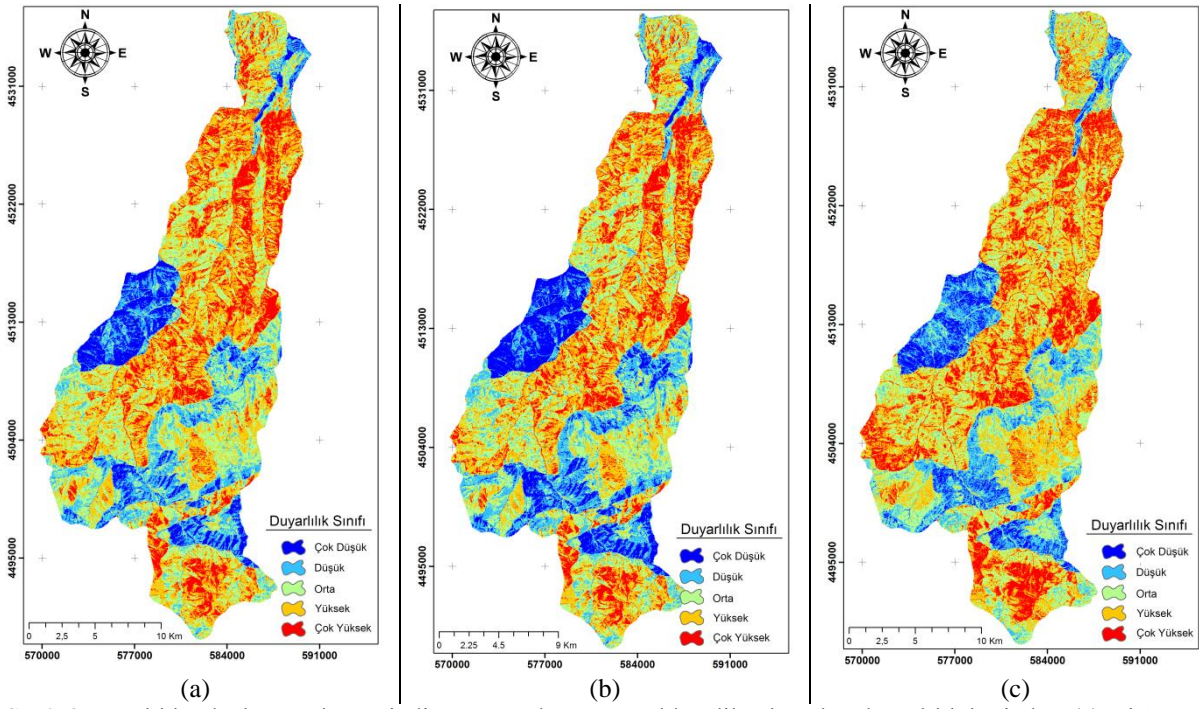 N
W E
S
4531000
4522000
4513000
4504000
4495000
Duyarlılık Sınıfı
Çok Düşük
Düşük
Orta
Yüksek
Çok Yüksek
0 2,5 5 10 Km
570000 577000 584000 591000
(a)
N
W E
S
4531000
4522000
4513000
4504000
4495000
Duyarlılık Sınıfı
Çok Düşük
Düşük
Orta
Yüksek
Çok Yüksek
0 2.25 4.5 9 Km
570000 577000 584000 591000
(b)
N
W E
S
4531000
4522000
4513000
4504000
4495000
Duyarlılık Sınıfı
Çok Düşük
Düşük
Orta
Yüksek
Çok Yüksek
0 2,5 5 10 Km
570000 577000 584000 591000
(c)